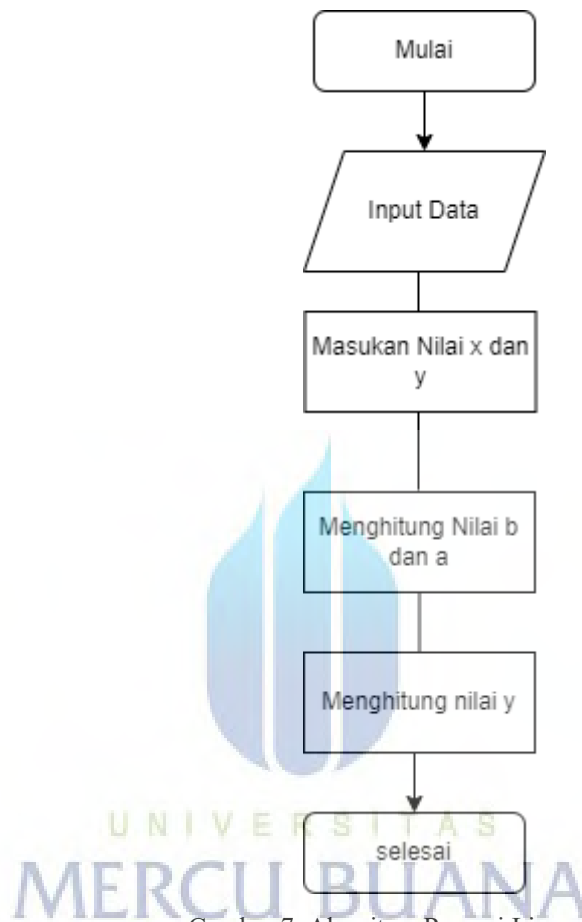 Mulai
Input Data
Masukan Nilai x dan
y
Menghitung Nilai b
dan a
Menghitung nilai y
selesai
UNIVERSITAS
MERCU BUANA